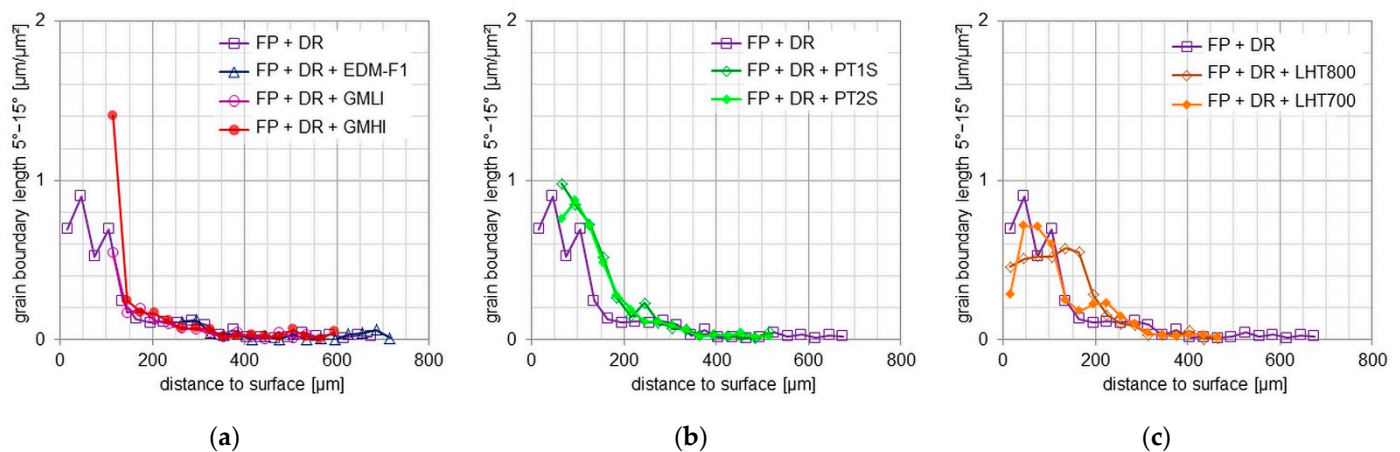 grain boundary length 5°−15° [µm/µm²]
2
1
0
FP + DR
FP + DR + EDM-F1
FP + DR + GMLI
FP + DR + GMHI
0 200 400 600 800
distance to surface [µm]
(a)
grain boundary length 5°−15° [µm/µm²]
2
1
0
FP + DR
FP + DR + PT1S
FP + DR + PT2S
0 200 400 600 800
distance to surface [µm]
(b)
grain boundary length 5°−15° [µm/µm²]
2
1
0
FP + DR
FP + DR + LHT800
FP + DR + LHT700
0 200 400 600 800
distance to surface [µm]
(c)